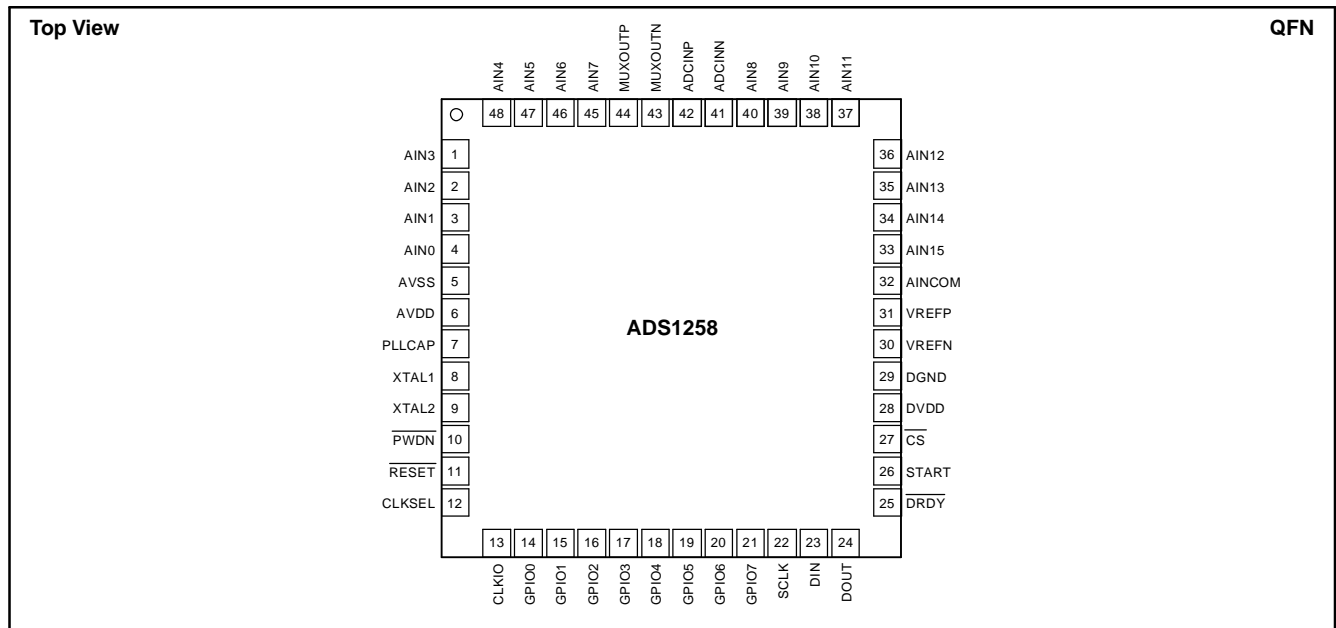 Top View
QFN
AIN4 AIN5 AIN6 AIN7 MUXOUTP MUXOUTN ADCINP ADCINN AIN8 AIN9 AIN10 AIN11
48 47 46 45 44 43 42 41 40 39 38 37
AIN3 1
AIN2 2
AIN1 3
AIN0 4
AVSS 5
AVDD 6
PLLCAP 7
XTAL1 8
XTAL2 9
PWDN 10
RESET 11
CLKSEL 12
ADS1258
36 AIN12
35 AIN13
34 AIN14
33 AIN15
32 AINCOM
31 VREFP
30 VREFN
29 DGND
28 DVDD
27 CS
26 START
25 DRDY
13 14 15 16 17 18 19 20 21 22 23 24
CLKIO GPIO0 GPIO1 GPIO2 GPIO3 GPIO4 GPIO5 GPIO6 GPIO7 SCLK DIN DOUT